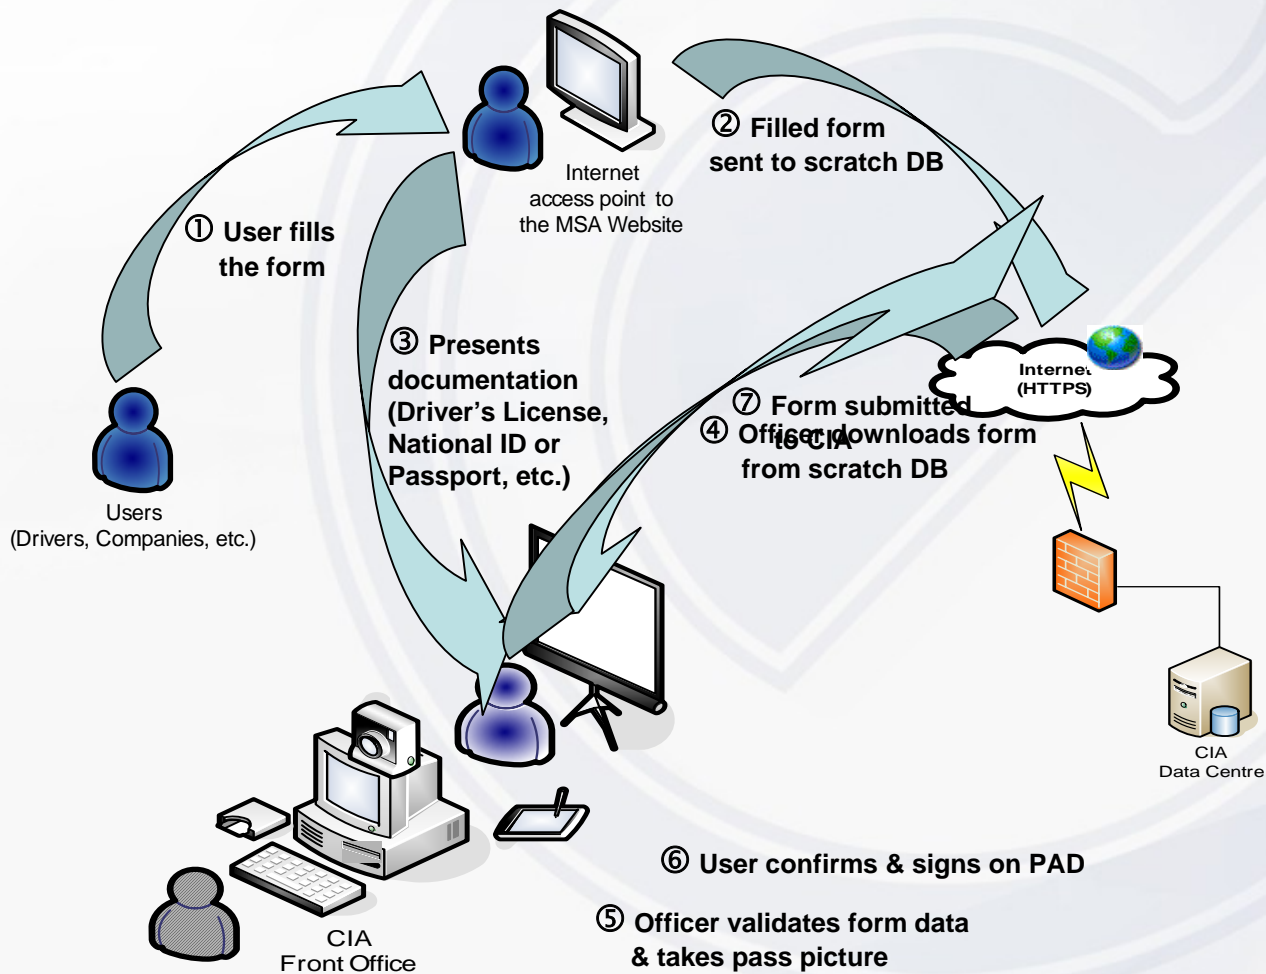 ② Filled form
sent to scratch DB
Internet
access point to
the MSA Website
① User fills
the form
③ Presents
documentation
(Driver's License,
National ID or
Passport, etc.)
Internet
(HTTPS)
⑦ Form submitted
to CIA
④ Officer downloads form
from scratch DB
Users
(Drivers, Companies, etc.)
CIA
Data Centre
⑥ User confirms & signs on PAD
⑤ Officer validates form data
& takes pass picture
CIA
Front Office